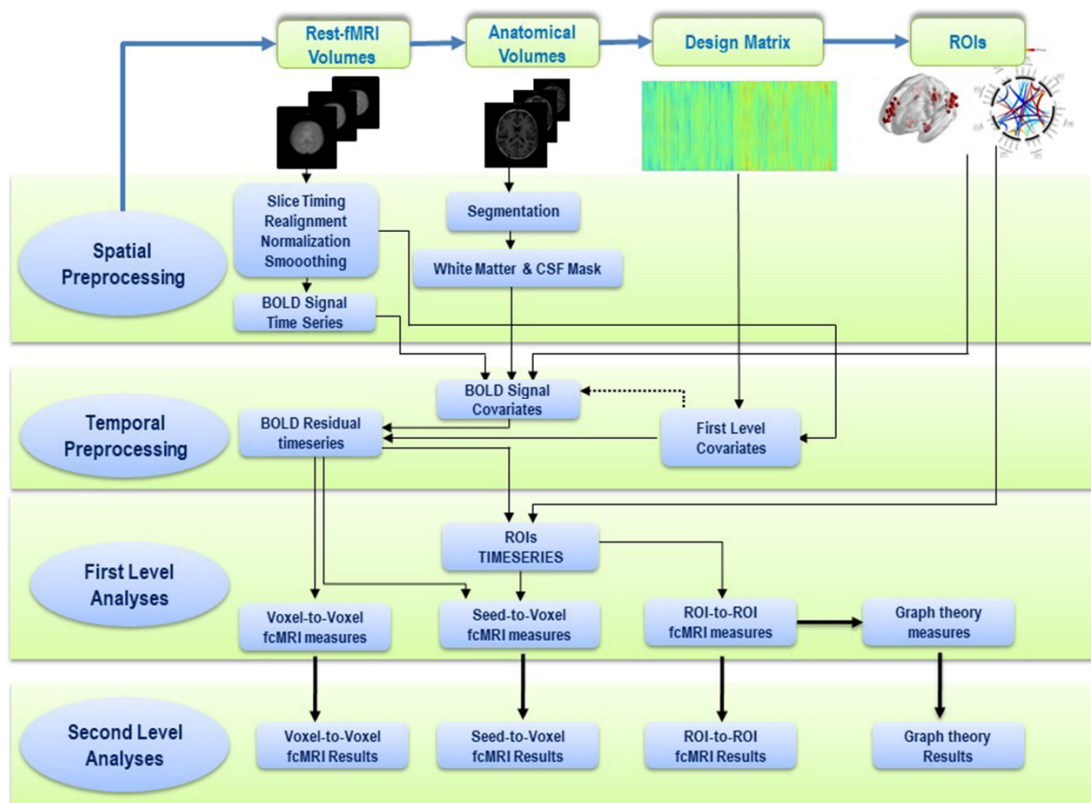 Rest-fMRI
Volumes
Anatomical
Volumes
Design Matrix
ROIs
Spatial
Preprocessing
Slice Timing
Realignment
Normalization
Smooothing
BOLD Signal
Time Series
Segmentation
White Matter & CSF Mask
Temporal
Preprocessing
BOLD Residual
timeseries
BOLD Signal
Covariates
First Level
Covariates
First Level
Analyses
ROIs
TIMESERIES
Voxel-to-Voxel
fcMRI measures
Seed-to-Voxel
fcMRI measures
ROI-to-ROI
fcMRI measures
Graph theory
measures
Second Level
Analyses
Voxel-to-Voxel
fcMRI Results
Seed-to-Voxel
fcMRI Results
ROI-to-ROI
fcMRI Results
Graph theory
Results